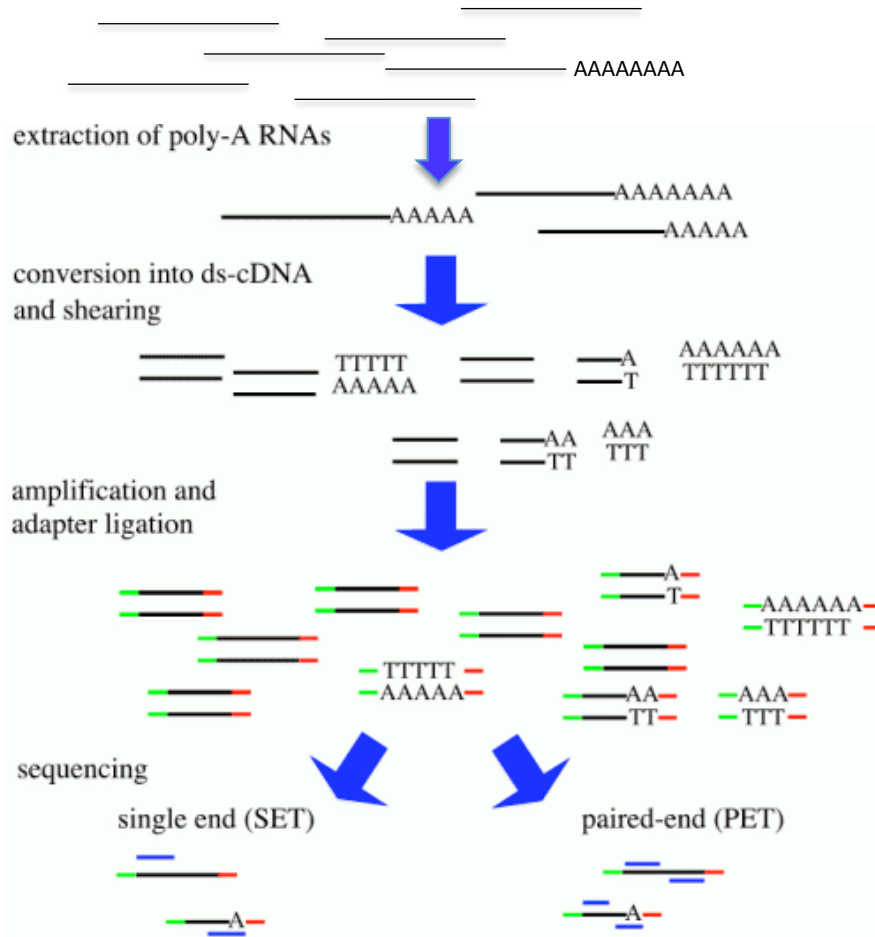 AAAAAAAA
extraction of poly-A RNAs
AAAAAAA
AAAAA
AAAAA
conversion into ds-cDNA
and shearing
TTTTT
AAAAA
A
T
AAAAAA
TTTTTT
AA
TT
AAA
TTT
amplification and
adapter ligation
A
T
AAAAAA
TTTTTT
TTTTT
AAAAA
AA
TT
AAA
TTT
sequencing
single end (SET)
paired-end (PET)
A
A